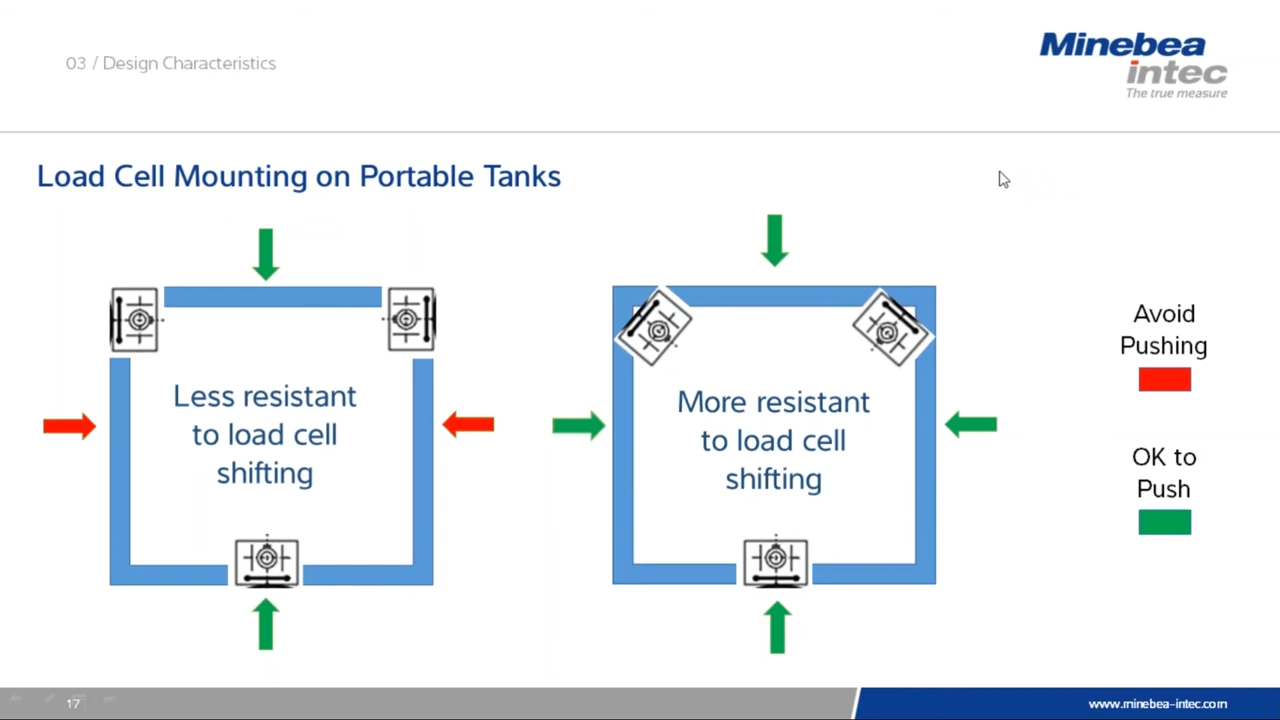 03 / Design Characteristics
Minebea
intec
The true measure
Load Cell Mounting on Portable Tanks
Less resistant
to load cell
shifting
More resistant
to load cell
shifting
Avoid
Pushing
OK to
Push
17
www.minebea-intec.com